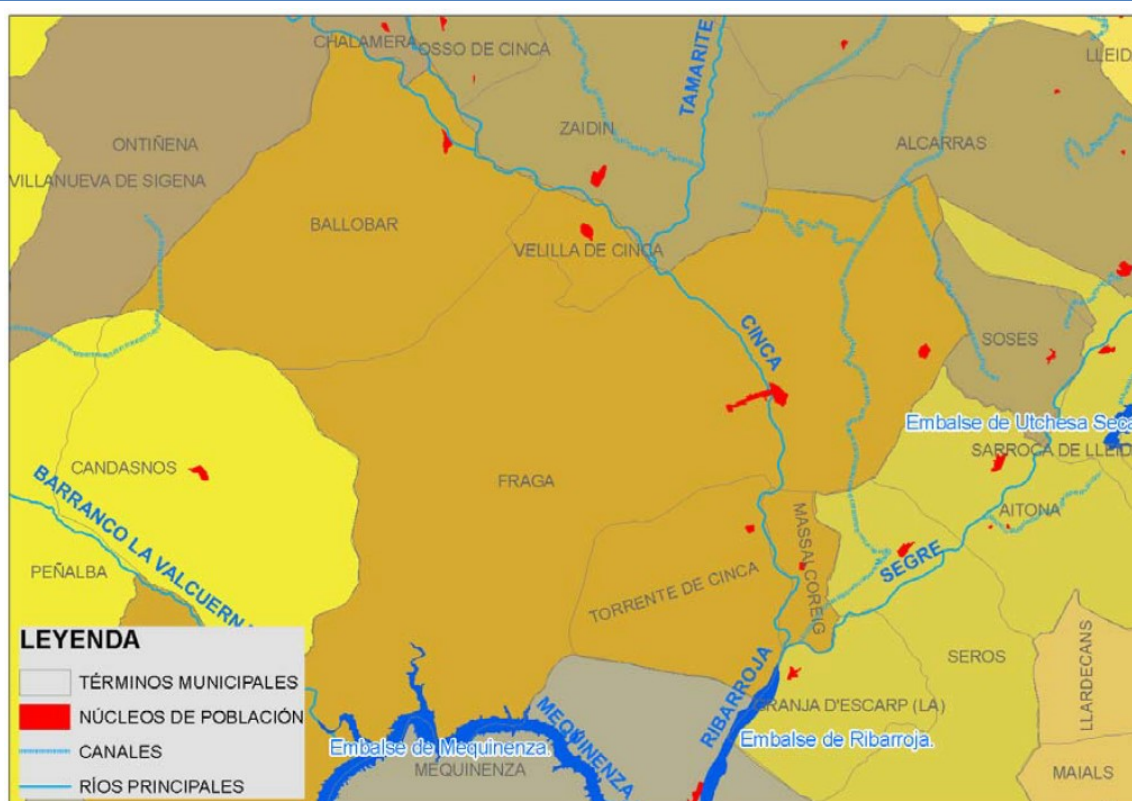 CHALAMERA
OSSO DE CINCA
TAMARITE
LLEID
ZAIDIN
ONTIÑENA
ALCARRAS
VILLANUEVA DE SIGENA
BALLOBAR
VELILLA DE CINCA
CINCA
SOSES
Embalse de Utchesa Seca
SARROCA DE LLEID
CANDASNOS
FRAGA
AITONA
BARRANCO LA VALCUERNA
MASSALCOREIG
PEÑALBA
SEGRE
TORRENTE DE CINCA
LEYENDA
TÉRMINOS MUNICIPALES
NÚCLEOS DE POBLACIÓN
CANALES
RÍOS PRINCIPALES
SEROS
LLARDECANS
RIBARROJA
GRANJA D'ESCARP (LA)
MEQUINENZA
Embalse de Mequinenza.
Embalse de Ribarroja.
MEQUINENZA
MAIALS